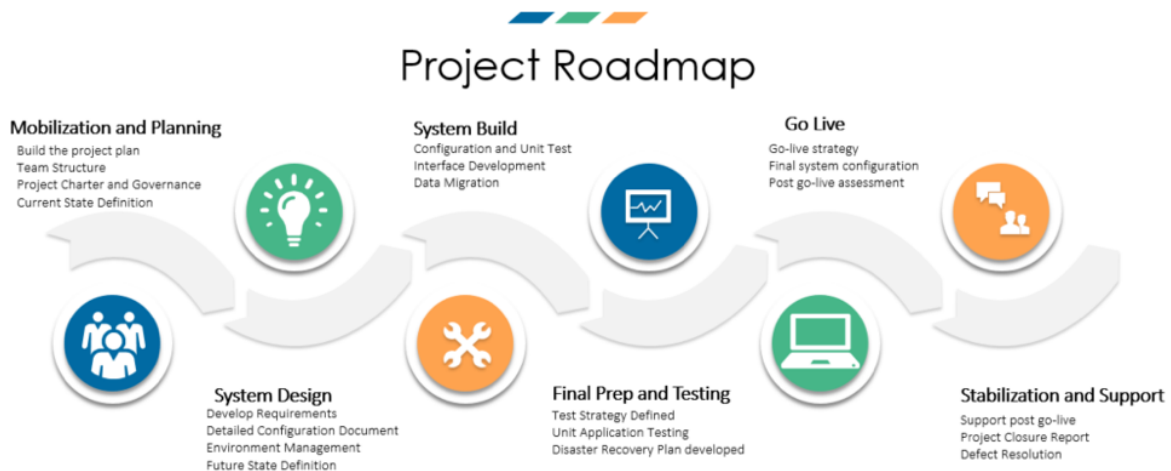 Project Roadmap
Mobilization and Planning
Build the project plan
Team Structure
Project Charter and Governance
Current State Definition
System Design
Develop Requirements
Detailed Configuration Document
Environment Management
Future State Definition
System Build
Configuration and Unit Test
Interface Development
Data Migration
Final Prep and Testing
Test Strategy Defined
Unit Application Testing
Disaster Recovery Plan developed
Go Live
Go-live strategy
Final system configuration
Post go-live assessment
Stabilization and Support
Support post go-live
Project Closure Report
Defect Resolution